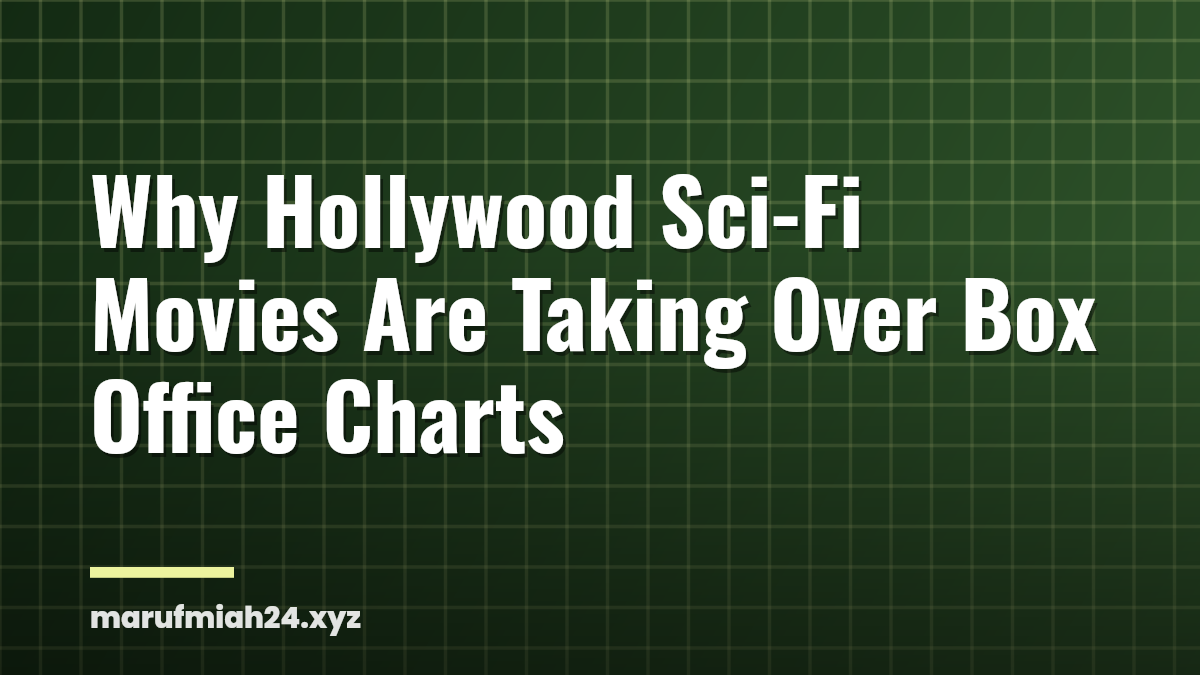 Why Hollywood Sci-Fi
Movies Are Taking Over Box
Office Charts
marufmiah24.xyz